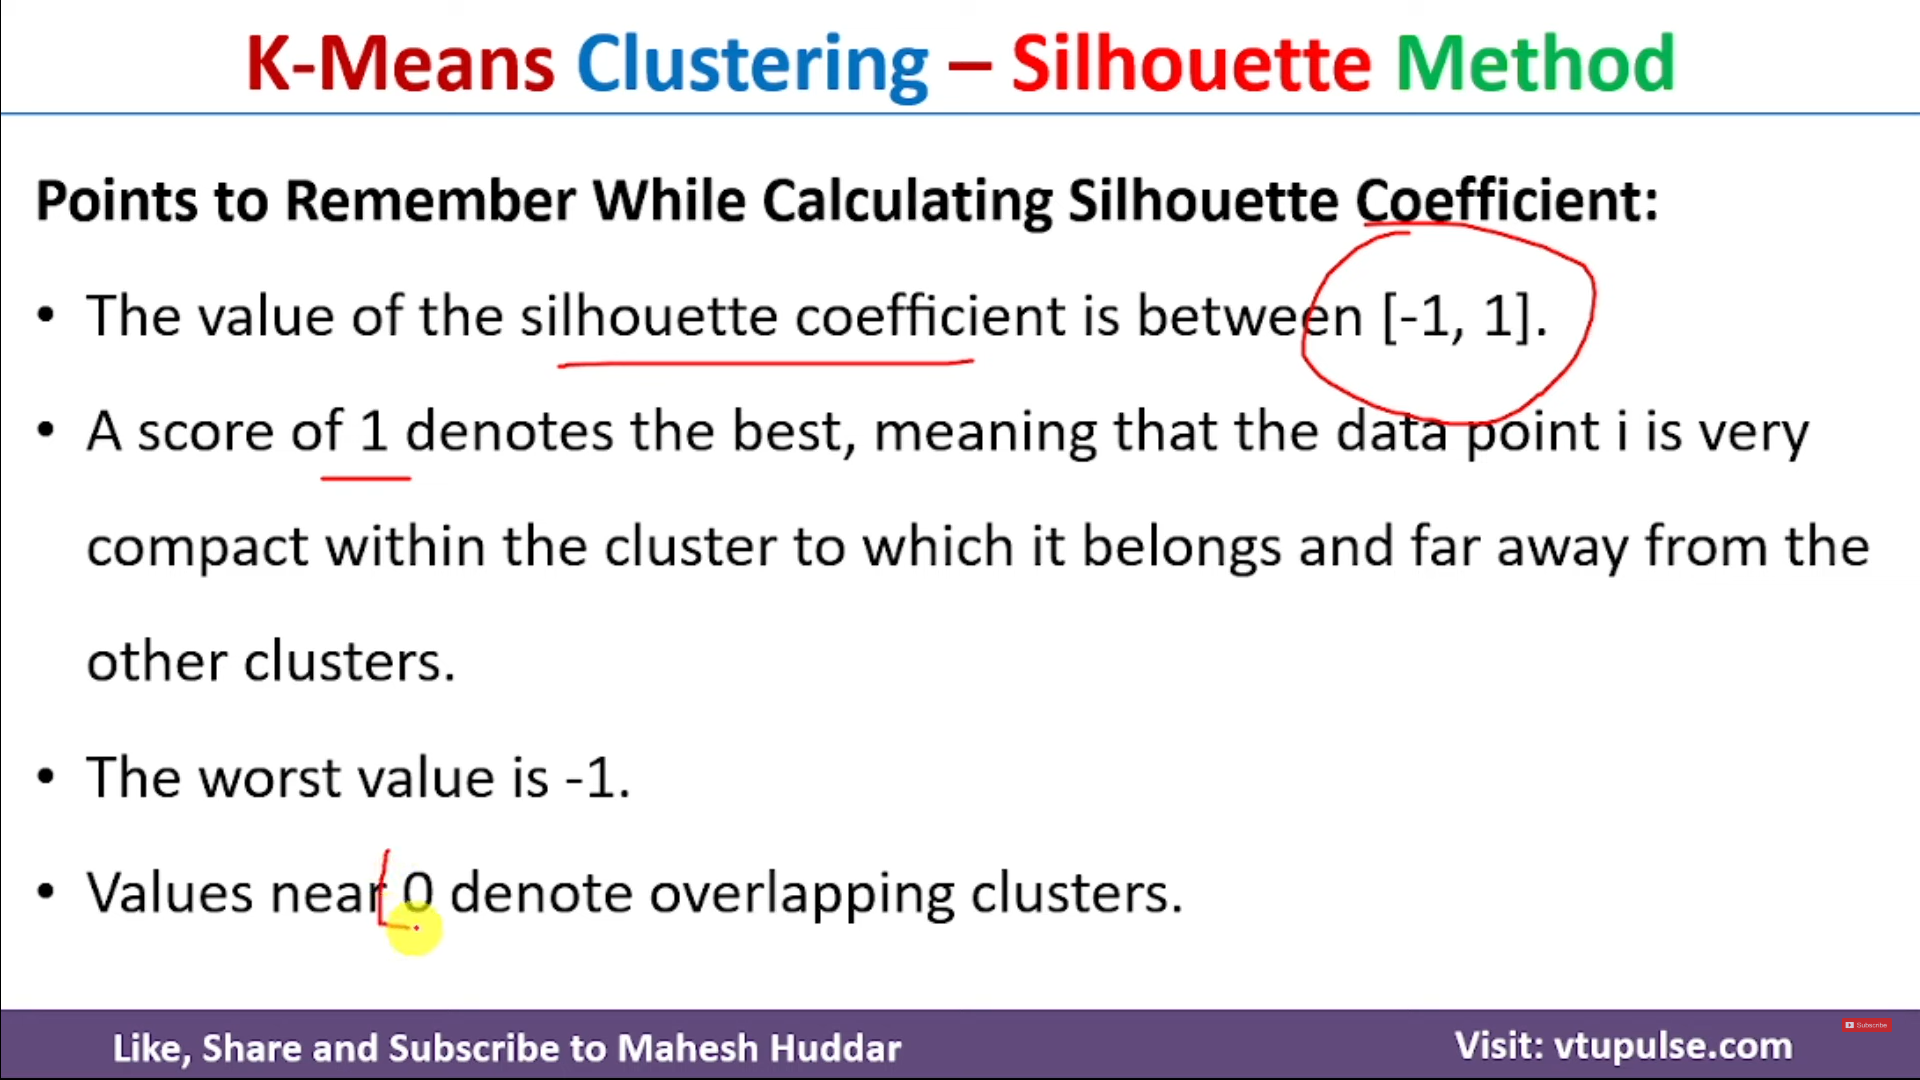 K-Means Clustering – Silhouette Method
Points to Remember While Calculating Silhouette Coefficient:
• The value of the silhouette coefficient is between [-1, 1].
• A score of 1 denotes the best, meaning that the data point i is very
compact within the cluster to which it belongs and far away from the
other clusters.
• The worst value is -1.
• Values near 0 denote overlapping clusters.
Like, Share and Subscribe to Mahesh Huddar
Visit: vtupulse.com
Subscribe